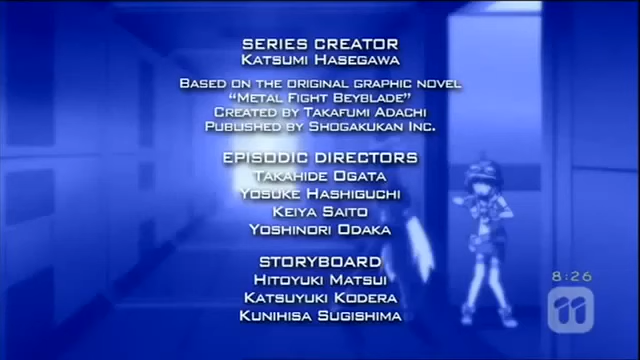 SERIES CREATOR
KATSUMI HASEGAWA
BASED ON THE ORIGINAL GRAPHIC NOVEL
"METAL FIGHT BEYBLADE"
CREATED BY TAKAFUMI ADACHI
PUBLISHED BY SHOGAKUKAN INC.
EPISODIC DIRECTORS
TAKAHIDE OGATA
YOSUKE HASHIGUCHI
KEIYA SAITO
YOSHINORI ODAKA
STORYBOARD
HITOYUKI MATSUI
KATSUYUKI KODERA
KUNIHISA SUGISHIMA
8:26
11